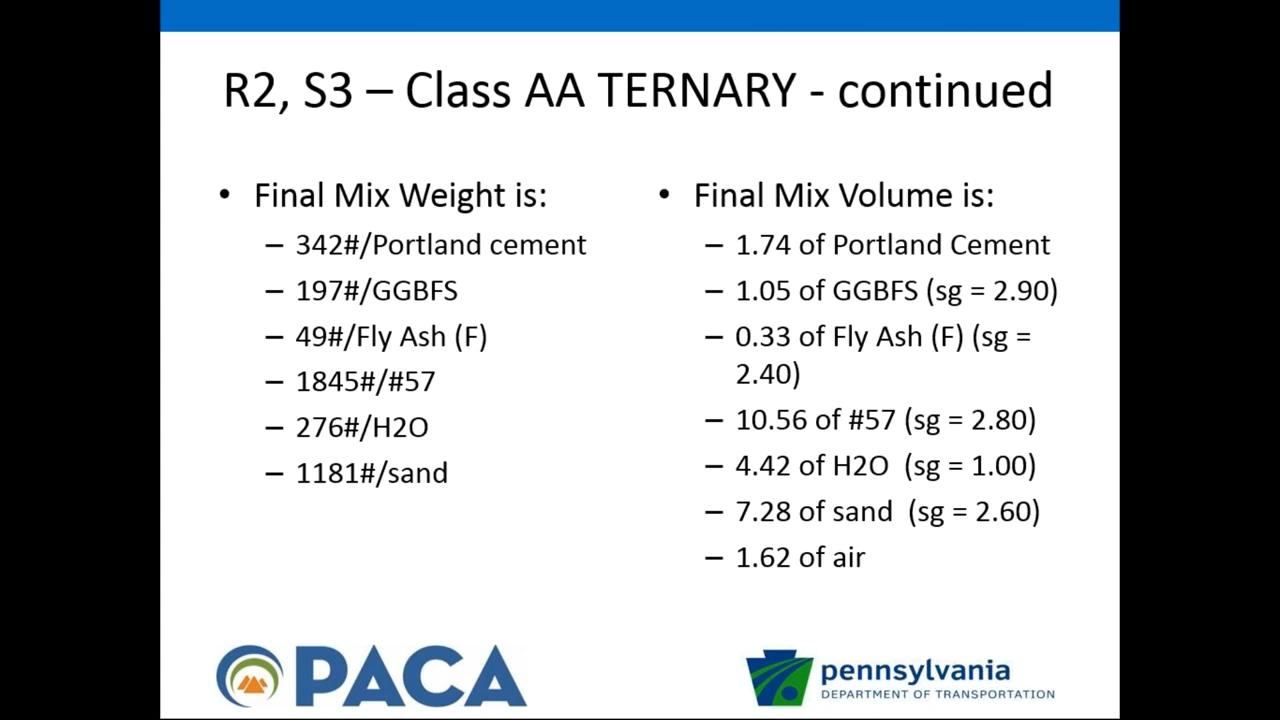 R2, S3 – Class AA TERNARY - continued
• Final Mix Weight is:
– 342#/Portland cement
– 197#/GGBFS
– 49#/Fly Ash (F)
– 1845#/#57
– 276#/H2O
– 1181#/sand
• Final Mix Volume is:
– 1.74 of Portland Cement
– 1.05 of GGBFS (sg = 2.90)
– 0.33 of Fly Ash (F) (sg =
2.40)
– 10.56 of #57 (sg = 2.80)
– 4.42 of H2O  (sg = 1.00)
– 7.28 of sand  (sg = 2.60)
– 1.62 of air
PACA
pennsylvania
DEPARTMENT OF TRANSPORTATION